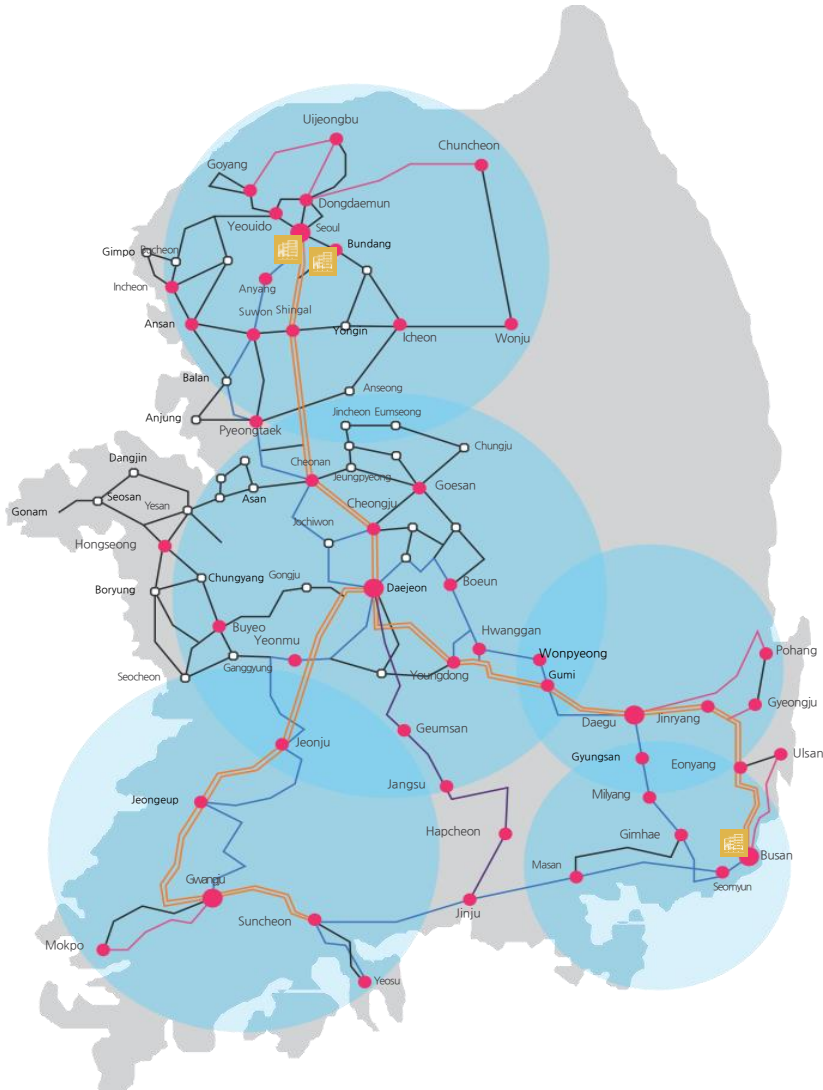 Uijeongbu
Chuncheon
Goyang
Dongdaemun
Yeouido
Seoul
Bundang
Gimpo
Bucheon
Incheon
Anyang
Ansan
Suwon
Shingal
Yongin
Icheon
Wonju
Balan
Anseong
Anjung
Pyeongtaek
Jincheon
Eumseong
Chungju
Dangjin
Cheonan
Jeungpyeong
Goesan
Seosan
Asan
Yesan
Gonam
Cheongju
Jochiwon
Hongseong
Chungyang
Gongju
Daejeon
Boeun
Boryung
Buyeo
Yeonmu
Hwanggan
Wonpyeong
Pohang
Seocheon
Ganggyung
Youngdong
Gumi
Gyeongju
Daegu
Jinryang
Geumsan
Jeonju
Gyungsan
Eonyang
Ulsan
Jangsu
Milyang
Jeongeup
Hapcheon
Gimhae
Masan
Busan
Seomyun
Gwangju
Suncheon
Jinju
Mokpo
Yeosu